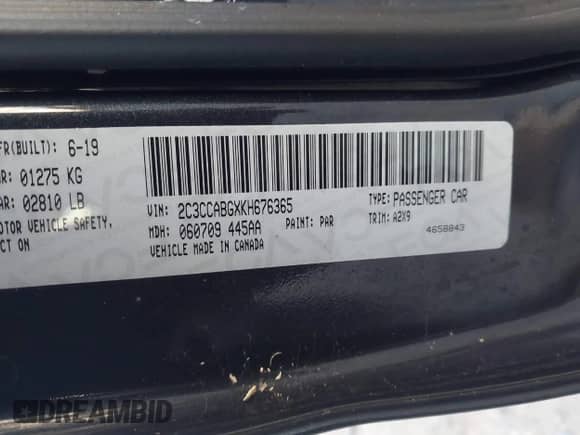 FR(BUILT): 6-19
R: 01275 KG
AR: 02810 LB
OTOR VEHICLE SAFETY,
CT ON
VIN: 2C3CCABGXKH676365
TYPE: PASSENGER CAR
MDH: 060709 445AA
PAINT: PAR
TRIM: A2X9
VEHICLE MADE IN CANADA
4658843
DREAMBID